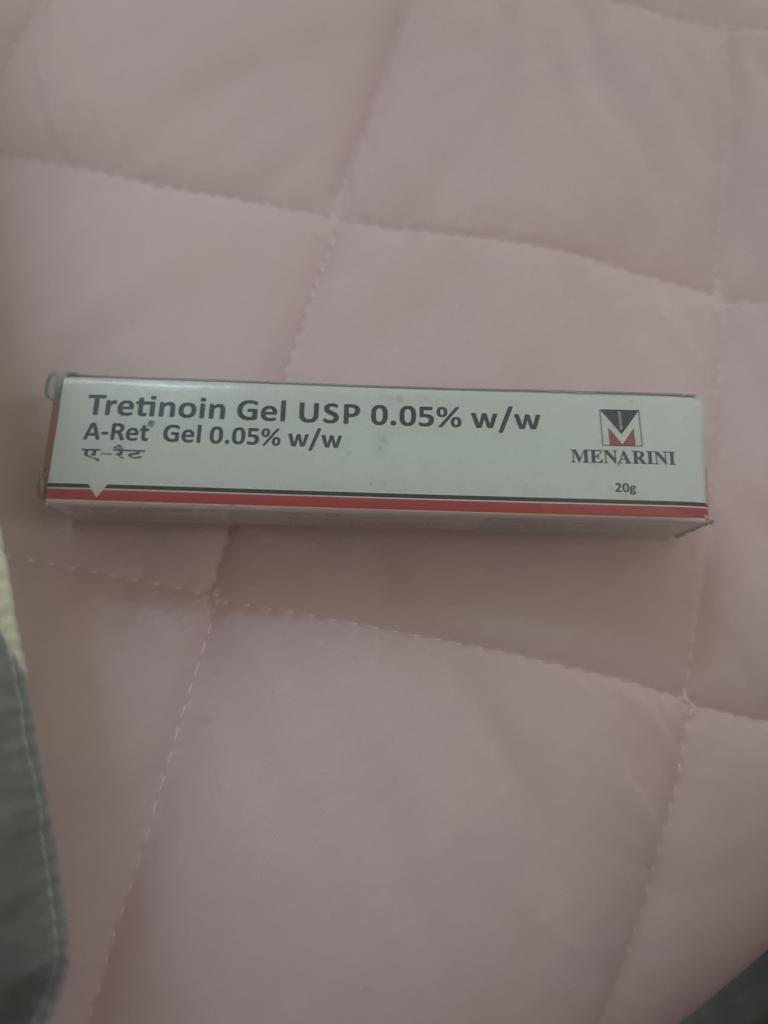 Tretinoin Gel USP 0.05% w/w
A-Ret® Gel 0.05% w/w
ए-रैट
MENARINI
20g